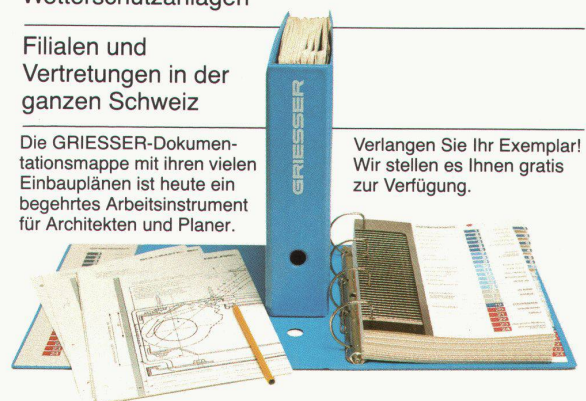 Wetterschutzanlagen
Filialen und
Vertretungen in der
ganzen Schweiz
Die GRIESSER-Dokumen-
tationsmappe mit ihren vielen
Einbauplänen ist heute ein
begehrtes Arbeitsinstrument
für Architekten und Planer.
GRIESSER
Verlangen Sie Ihr Exemplar!
Wir stellen es Ihnen gratis
zur Verfügung.